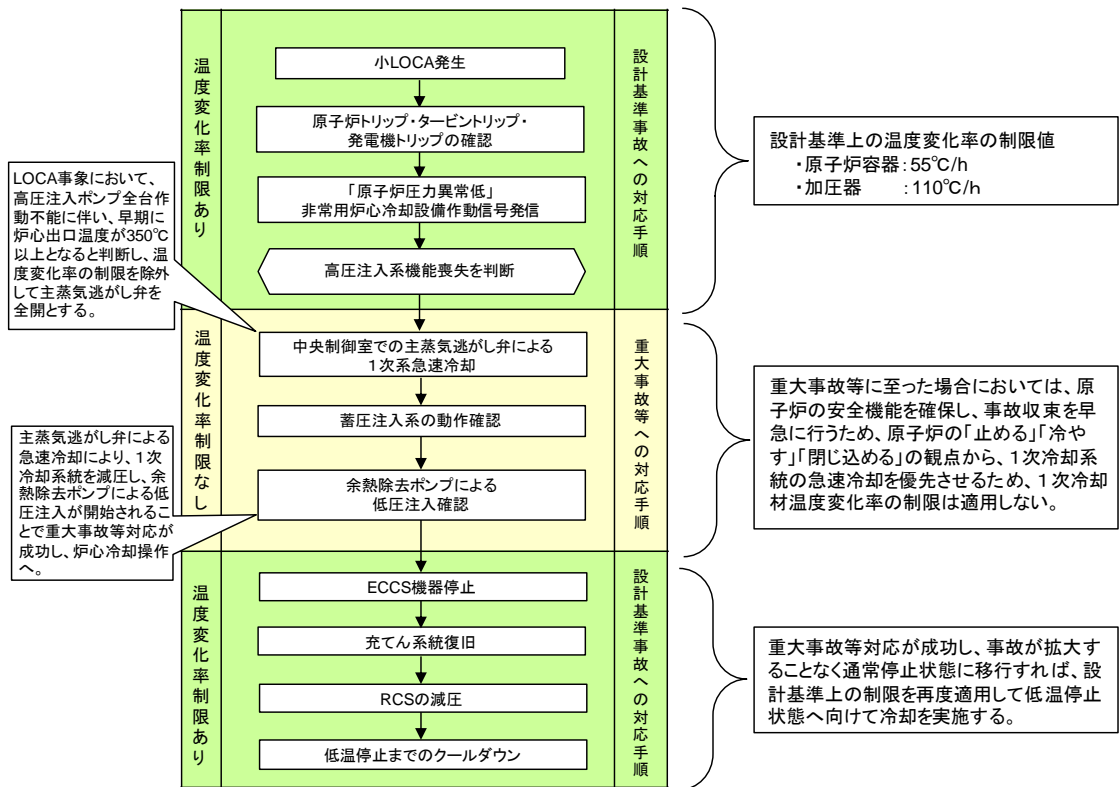 温度変化率制限あり
小LOCA発生
原子炉トリップ・タービントリップ・
発電機トリップの確認
「原子炉圧力異常低」
非常用炉心冷却設備作動信号発信
高圧注入系機能喪失を判断
設計基準事故への対応手順
設計基準上の温度変化率の制限値
・原子炉容器：55℃/h
・加圧器　　：110℃/h
LOCA事象において、
高圧注入ポンプ全台作
動不能に伴い、早期に
炉心出口温度が350℃
以上となると判断し、温
度変化率の制限を除外
して主蒸気逃がし弁を
全開とする。
温度変化率制限なし
中央制御室での主蒸気逃がし弁による
１次系急速冷却
蓄圧注入系の動作確認
余熱除去ポンプによる
低圧注入確認
重大事故等への対応手順
重大事故等に至った場合においては、原
子炉の安全機能を確保し、事故収束を早
急に行うため、原子炉の「止める」「冷や
す」「閉じ込める」の観点から、１次冷却系
統の急速冷却を優先させるため、１次冷却
材温度変化率の制限は適用しない。
主蒸気逃がし弁による
急速冷却により、１次
冷却系統を減圧し、余
熱除去ポンプによる低
圧注入が開始されるこ
とで重大事故等対応が
成功し、炉心冷却操作
へ。
温度変化率制限あり
ECCS機器停止
充てん系統復旧
RCSの減圧
低温停止までのクールダウン
設計基準事故への対応手順
重大事故等対応が成功し、事故が拡大す
ることなく通常停止状態に移行すれば、設
計基準上の制限を再度適用して低温停止
状態へ向けて冷却を実施する。